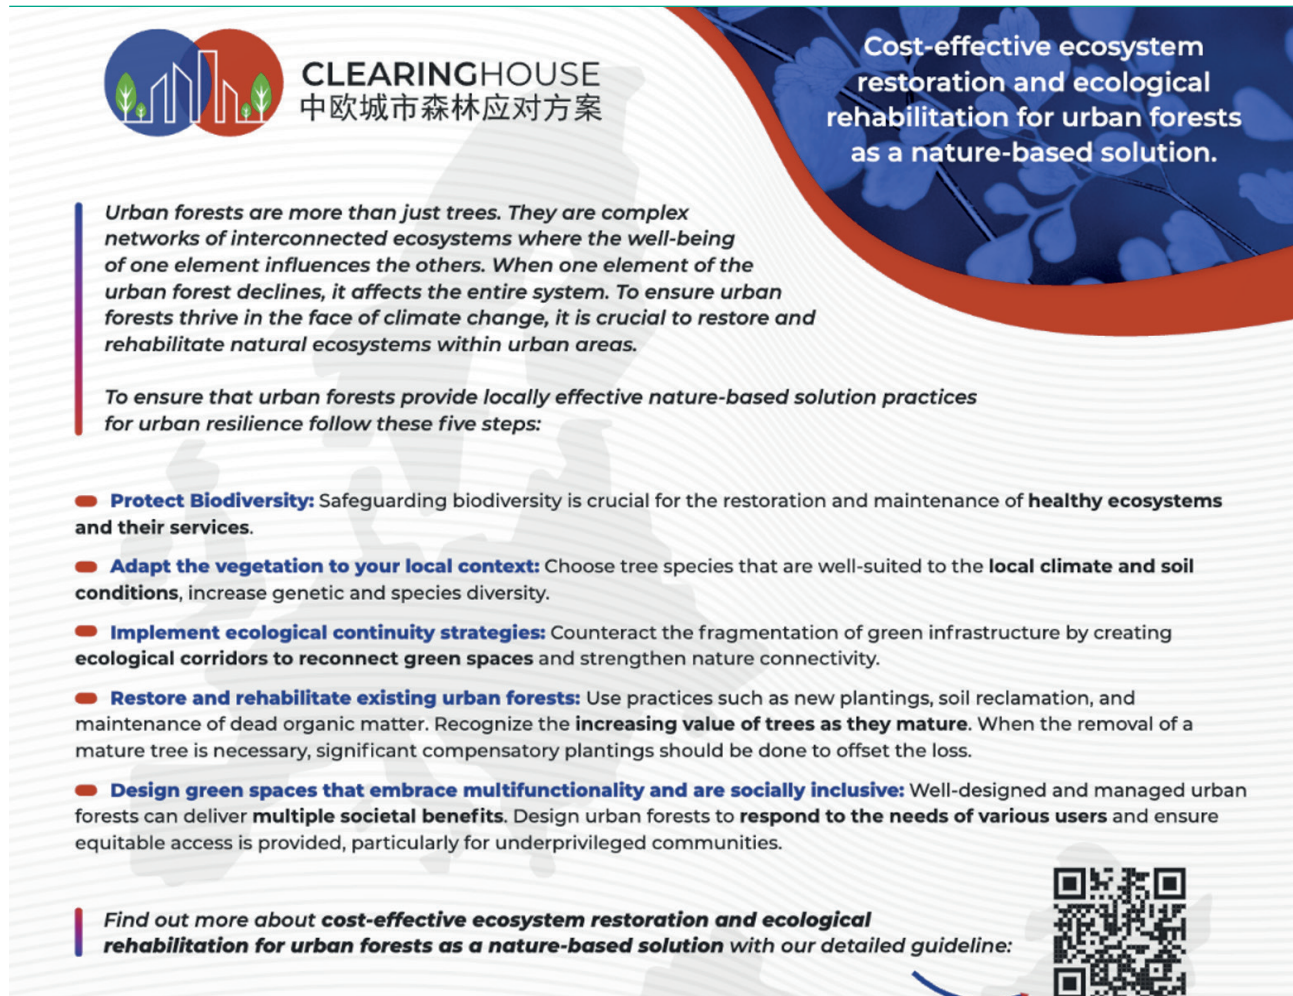 CLEARINGHOUSE
中欧城市森林应对方案
Cost-effective ecosystem
restoration and ecological
rehabilitation for urban forests
as a nature-based solution.
Urban forests are more than just trees. They are complex
networks of interconnected ecosystems where the well-being
of one element influences the others. When one element of the
urban forest declines, it affects the entire system. To ensure urban
forests thrive in the face of climate change, it is crucial to restore and
rehabilitate natural ecosystems within urban areas.
To ensure that urban forests provide locally effective nature-based solution practices
for urban resilience follow these five steps:
Protect Biodiversity: Safeguarding biodiversity is crucial for the restoration and maintenance of healthy ecosystems
and their services.
Adapt the vegetation to your local context: Choose tree species that are well-suited to the local climate and soil
conditions, increase genetic and species diversity.
Implement ecological continuity strategies: Counteract the fragmentation of green infrastructure by creating
ecological corridors to reconnect green spaces and strengthen nature connectivity.
Restore and rehabilitate existing urban forests: Use practices such as new plantings, soil reclamation, and
maintenance of dead organic matter. Recognize the increasing value of trees as they mature. When the removal of a
mature tree is necessary, significant compensatory plantings should be done to offset the loss.
Design green spaces that embrace multifunctionality and are socially inclusive: Well-designed and managed urban
forests can deliver multiple societal benefits. Design urban forests to respond to the needs of various users and ensure
equitable access is provided, particularly for underprivileged communities.
Find out more about cost-effective ecosystem restoration and ecological
rehabilitation for urban forests as a nature-based solution with our detailed guideline: